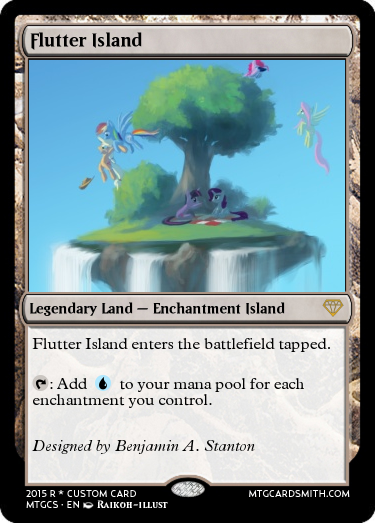 Flutter Island
Legendary Land — Enchantment Island
Flutter Island enters the battlefield tapped.
: Add to your mana pool for each
enchantment you control.
Designed by Benjamin A. Stanton
2015 R * CUSTOM CARD
MTGCARDSMITH.COM
MTGCS · EN RAIKOH-ILLUST